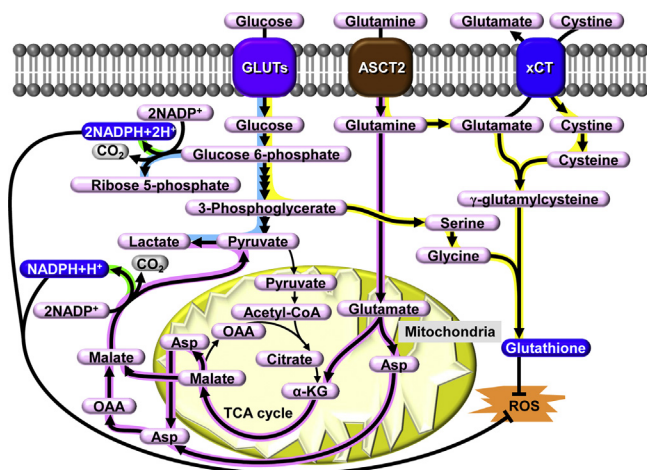 Glucose
Glutamine
Glutamate
Cystine
GLUTs
ASCT2
xCT
2NADP⁺
Glucose
Glutamine
Glutamate
Cystine
2NADPH+2H⁺
CO₂
Glucose 6-phosphate
Cysteine
Ribose 5-phosphate
γ-glutamylcysteine
3-Phosphoglycerate
Serine
Lactate
Pyruvate
Glycine
NADPH+H⁺
CO₂
Pyruvate
2NADP⁺
Acetyl-CoA
Glutamate
Mitochondria
OAA
Asp
Glutathione
Malate
Citrate
Asp
Malate
α-KG
OAA
TCA cycle
ROS
Asp